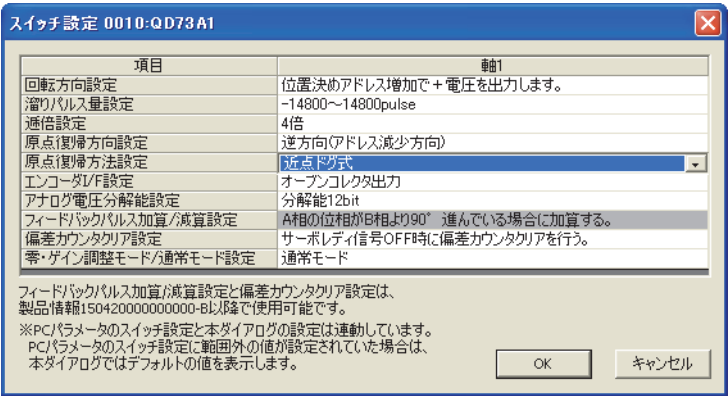 スイッチ設定 0010:QD73A1
項目 軸1
回転方向設定 位置決めアドレス増加で+電圧を出力します。
溜りパルス量設定 -14800～14800pulse
逓倍設定 4倍
原点復帰方向設定 逆方向(アドレス減少方向)
原点復帰方法設定 近点ドグ式
エンコーダI/F設定 オープンコレクタ出力
アナログ電圧分解能設定 分解能12bit
フィードバックパルス加算/減算設定 A相の位相がB相より90°進んでいる場合に加算する。
偏差カウンタクリア設定 サーボレディ信号OFF時に偏差カウンタクリアを行う。
零・ゲイン調整モード/通常モード設定 通常モード
フィードバックパルス加算/減算設定と偏差カウンタクリア設定は、
製品情報150420000000000-B以降で使用可能です。
※PCパラメータのスイッチ設定と本ダイアログの設定は連動しています。
PCパラメータのスイッチ設定に範囲外の値が設定されていた場合は、
本ダイアログではデフォルトの値を表示します。
OK キャンセル